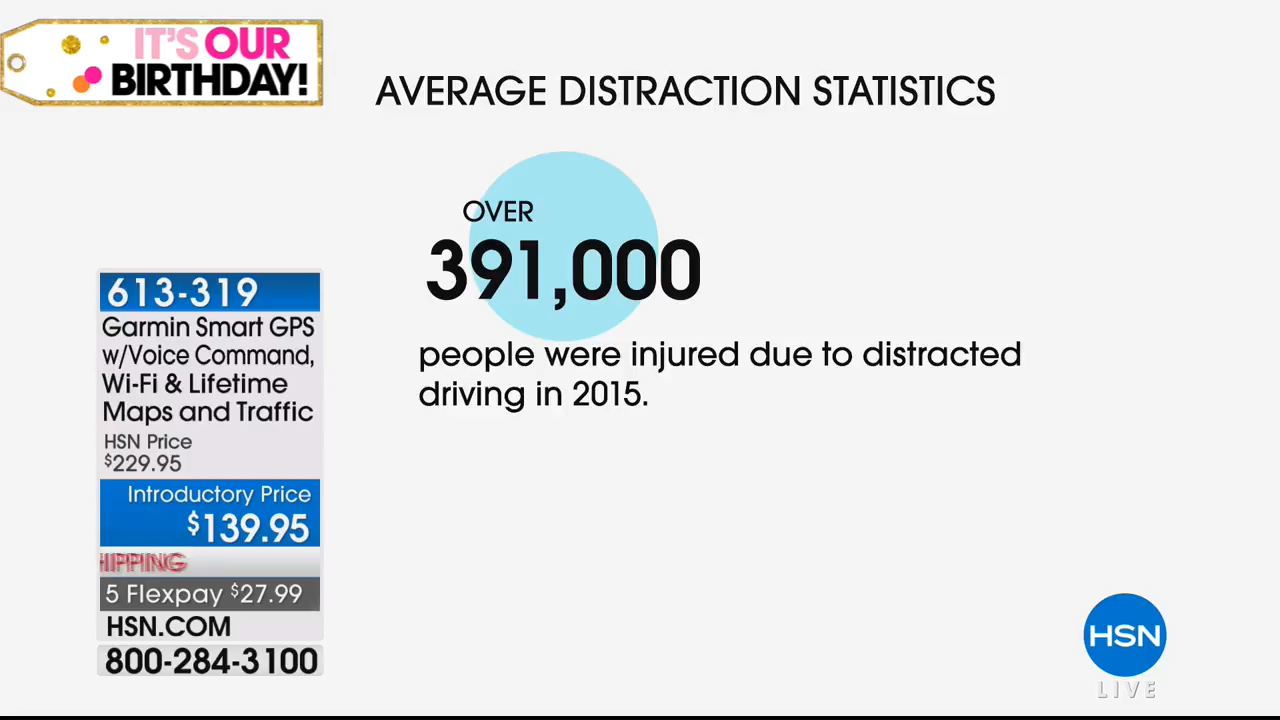 IT'S OUR
BIRTHDAY!
AVERAGE DISTRACTION STATISTICS
OVER
391,000
people were injured due to distracted
driving in 2015.
613-319
Garmin Smart GPS
w/Voice Command,
Wi-Fi & Lifetime
Maps and Traffic
HSN Price
$229.95
Introductory Price
$139.95
HIPPING
5 Flexpay $27.99
HSN.COM
800-284-3100
HSN
LIVE